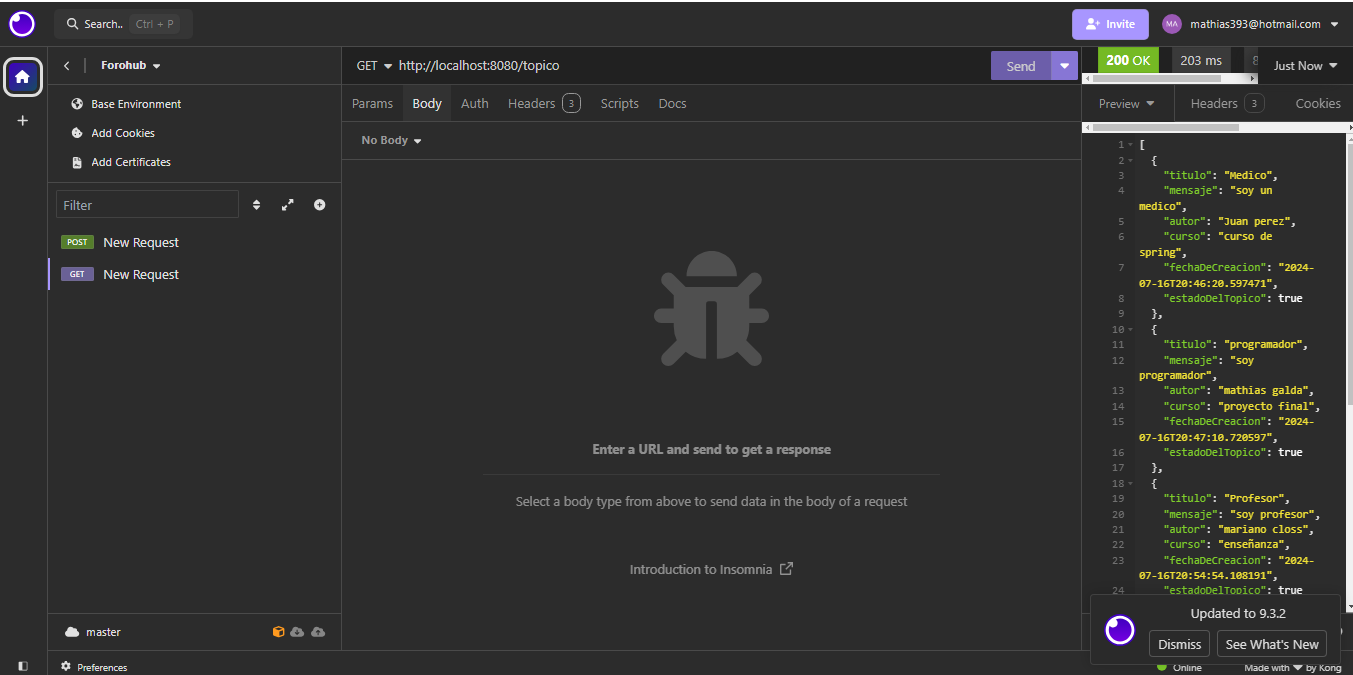 Search.. Ctrl + P
Invite
MA mathias393@hotmail.com
Forohub
Base Environment
Add Cookies
Add Certificates
Filter
POST New Request
GET New Request
master
Preferences
GET http://localhost:8080/topico
Send
Params Body Auth Headers 3 Scripts Docs
No Body
Enter a URL and send to get a response
Select a body type from above to send data in the body of a request
Introduction to Insomnia
200 OK 203 ms 8 Just Now
Preview Headers 3 Cookies
1 [
2 {
3 "titulo": "Medico",
4 "mensaje": "soy un
medico",
5 "autor": "Juan perez",
6 "curso": "curso de
spring",
7 "fechaDeCreacion": "2024-
07-16T20:46:20.597471",
8 "estadoDelTopico": true
9 },
10 {
11 "titulo": "programador",
12 "mensaje": "soy
programador",
13 "autor": "mathias galda",
14 "curso": "proyecto final",
15 "fechaDeCreacion": "2024-
07-16T20:47:10.720597",
16 "estadoDelTopico": true
17 },
18 {
19 "titulo": "Profesor",
20 "mensaje": "soy profesor",
21 "autor": "mariano closs",
22 "curso": "enseñanza",
23 "fechaDeCreacion": "2024-
07-16T20:54:54.108191",
24 "estadoDelTopico": true
Updated to 9.3.2
Dismiss See What's New
Online Made with ❤ by Kong